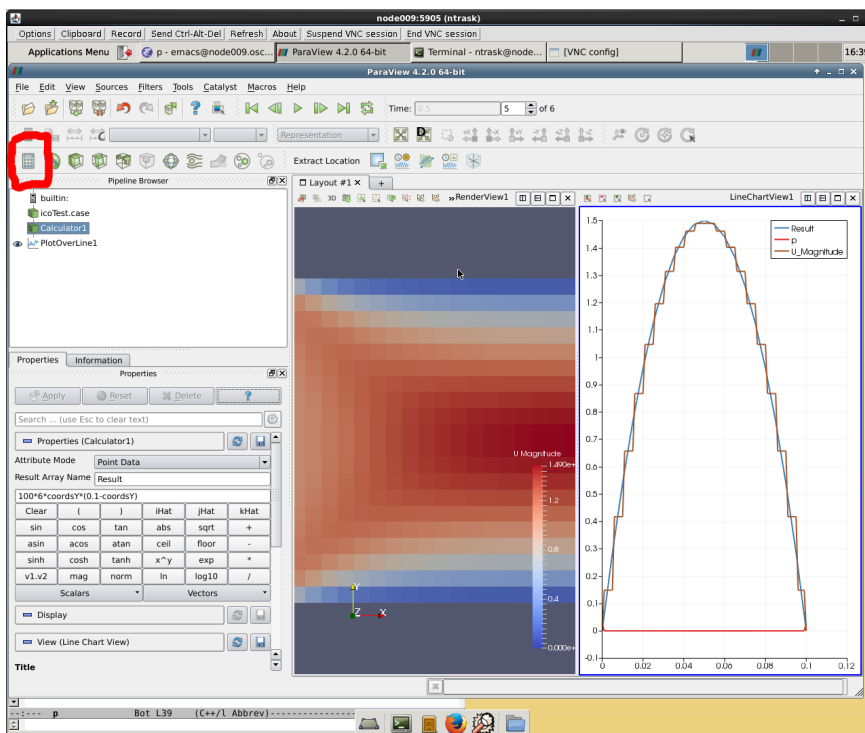 node009:5905 (ntrask)
Options Clipboard Record Send Ctrl-Alt-Del Refresh About Suspend VNC session End VNC session
Applications Menu p - emacs@node009.osc... ParaView 4.2.0 64-bit Terminal - ntrask@node... [VNC config] 16:3
ParaView 4.2.0 64-bit
File Edit View Sources Filters Tools Catalyst Macros Help
Time: 0.5 5 of 6
Representation
Extract Location
Pipeline Browser
builtin:
icoTest.case
Calculator1
PlotOverLine1
Layout #1 X +
3D »RenderView1
LineChartView1
Properties Information
Properties
Apply Reset Delete ?
Search ... (use Esc to clear text)
Properties (Calculator1)
Attribute Mode Point Data
Result Array Name Result
100*6*coordsY*(0.1-coordsY)
Clear ( ) iHat jHat kHat
sin cos tan abs sqrt +
asin acos atan ceil floor -
sinh cosh tanh x^y exp *
v1.v2 mag norm ln log10 /
Scalars Vectors
Display
View (Line Chart View)
Title
U Magnitude
1.490e+
1.2
0.8
0.4
0.000e+
Y
Z X
Result
p
U_Magnitude
1.5
1.4
1.3
1.2
1.1
1
0.9
0.8
0.7
0.6
0.5
0.4
0.3
0.2
0.1
0
-0.1
0 0.02 0.04 0.06 0.08 0.1 0.12
--:--- p Bot L39 (C++/l Abbrev)